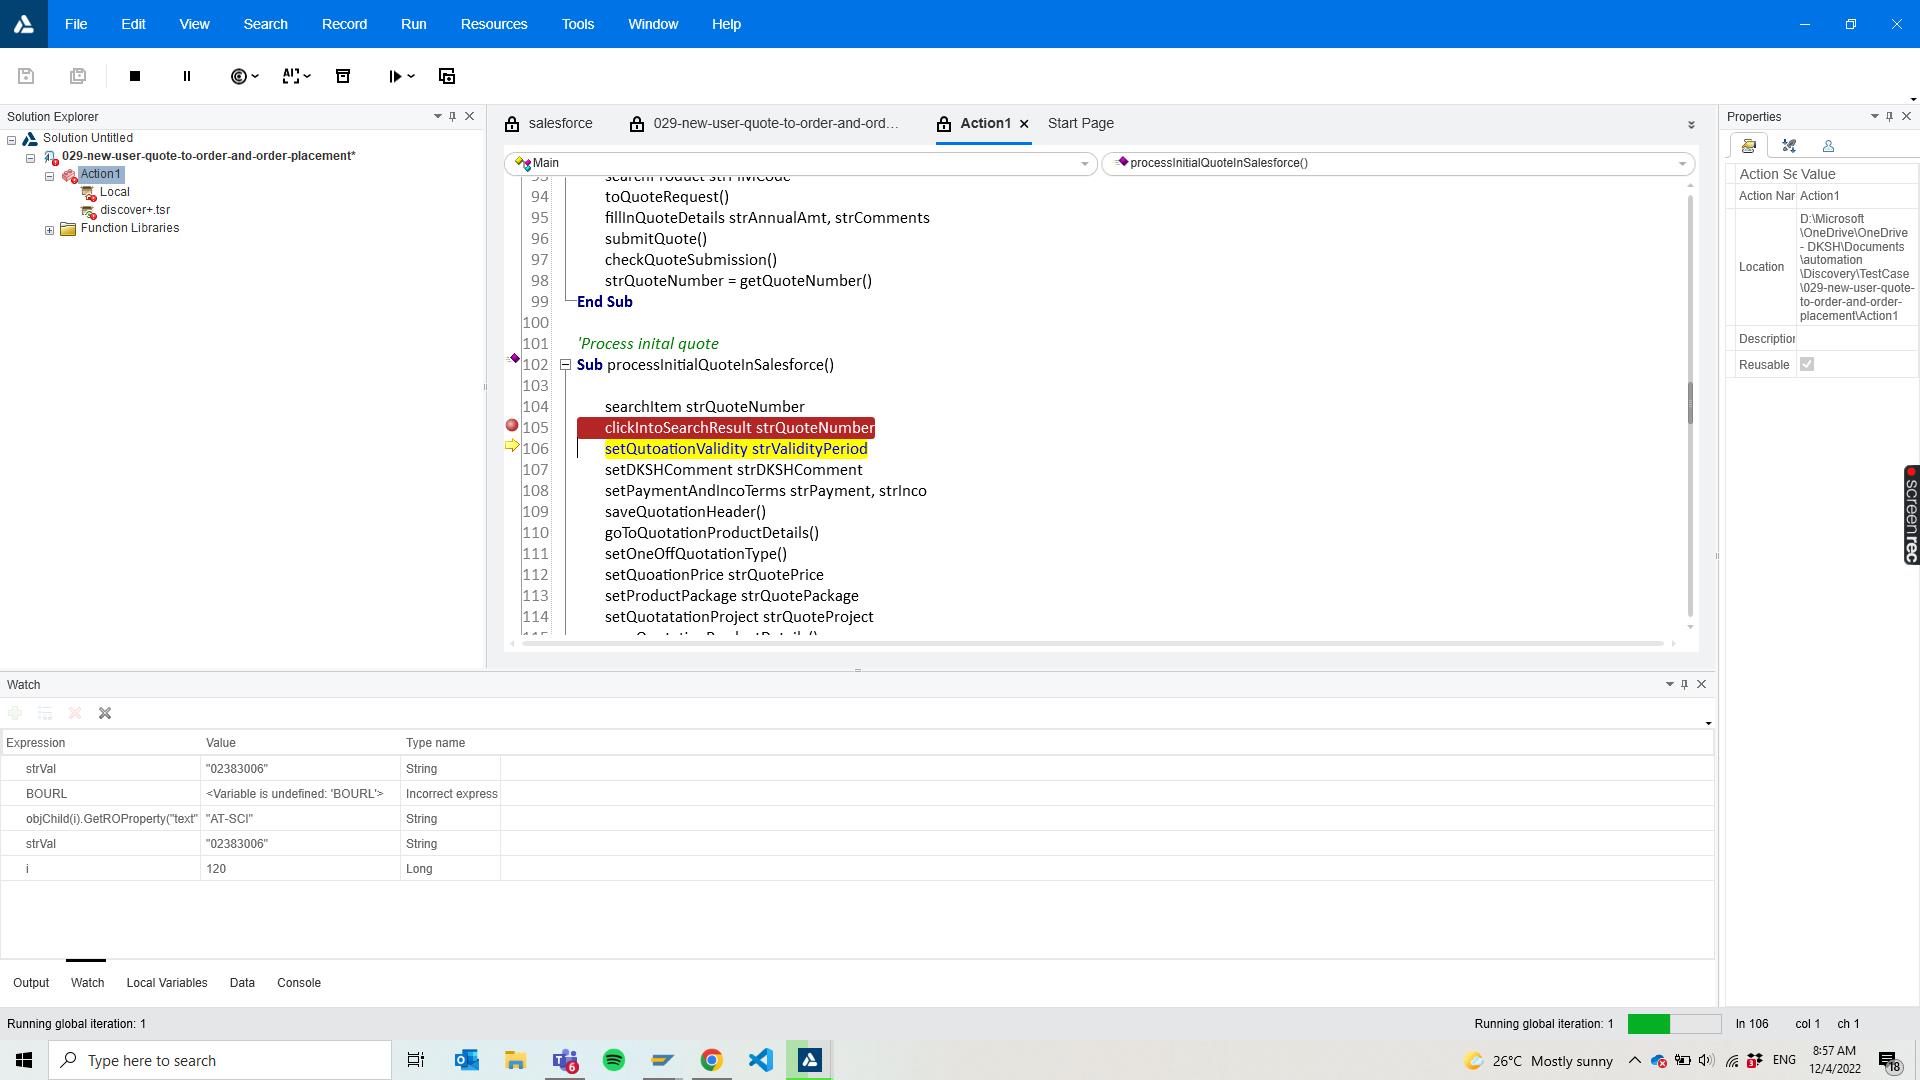 File Edit View Search Record Run Resources Tools Window Help
Solution Explorer
Solution Untitled
029-new-user-quote-to-order-and-order-placement*
Action1
Local
discover+.tsr
Function Libraries
salesforce 029-new-user-quote-to-order-and-ord... Action1 Start Page
Main processInitialQuoteInSalesforce()
94 toQuoteRequest()
95 fillInQuoteDetails strAnnualAmt, strComments
96 submitQuote()
97 checkQuoteSubmission()
98 strQuoteNumber = getQuoteNumber()
99 End Sub
100
101 'Process inital quote
102 Sub processInitialQuoteInSalesforce()
103
104 searchItem strQuoteNumber
105 clickIntoSearchResult strQuoteNumber
106 setQutoationValidity strValidityPeriod
107 setDKSHComment strDKSHComment
108 setPaymentAndIncoTerms strPayment, strInco
109 saveQuotationHeader()
110 goToQuotationProductDetails()
111 setOneOffQuotationType()
112 setQuoationPrice strQuotePrice
113 setProductPackage strQuotePackage
114 setQuotatationProject strQuoteProject
Properties
Action Se Value
Action Nar Action1
Location D:\Microsoft
\OneDrive\OneDrive
- DKSH\Documents
\automation
\Discovery\TestCase
\029-new-user-quote-
to-order-and-order-
placement\Action1
Description
Reusable
screenrec
Watch
Expression Value Type name
strVal "02383006" String
BOURL <Variable is undefined: 'BOURL'> Incorrect express
objChild(i).GetROProperty("text" "AT-SCI" String
strVal "02383006" String
i 120 Long
Output Watch Local Variables Data Console
Running global iteration: 1 Running global iteration: 1 ln 106 col 1 ch 1
Type here to search 6 26°C Mostly sunny 3 ENG 8:57 AM
12/4/2022 18